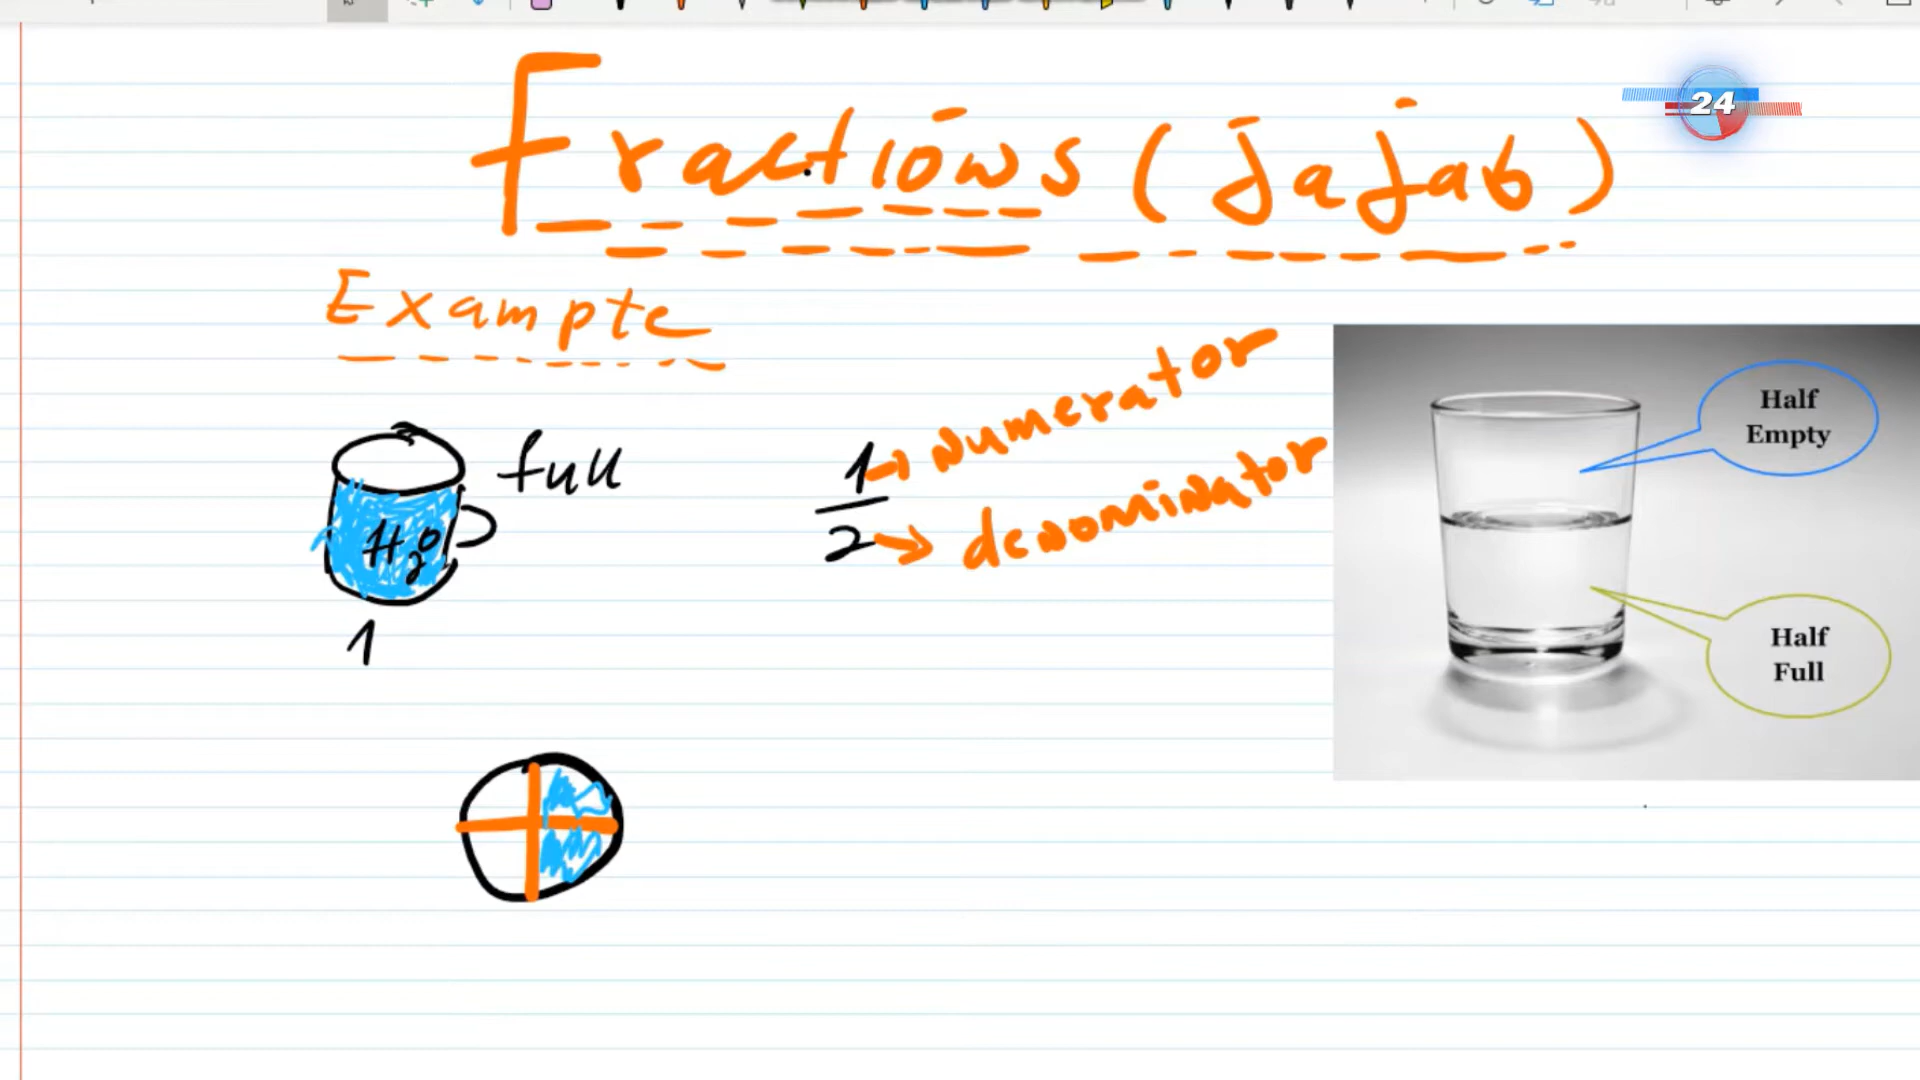 24
Fractions (jajab)
Example
full
H2O
1
1 → Numerator
2 → denominator
Half
Empty
Half
Full